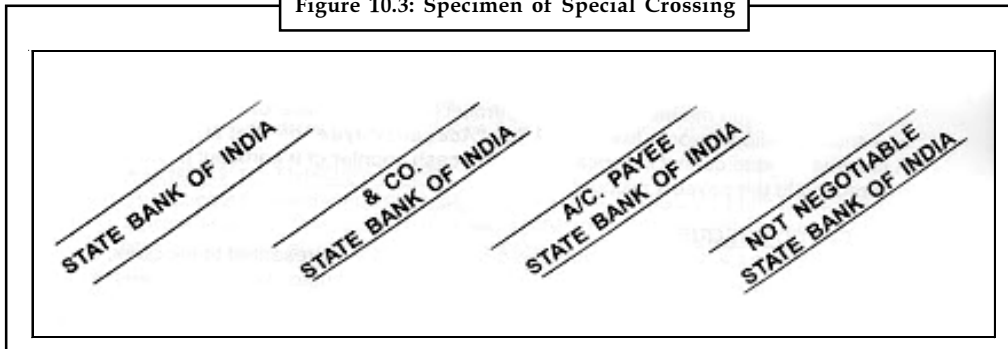 Figure 10.3: Specimen of Special Crossing
STATE BANK OF INDIA
& CO.
STATE BANK OF INDIA
A/C. PAYEE
STATE BANK OF INDIA
NOT NEGOTIABLE
STATE BANK OF INDIA